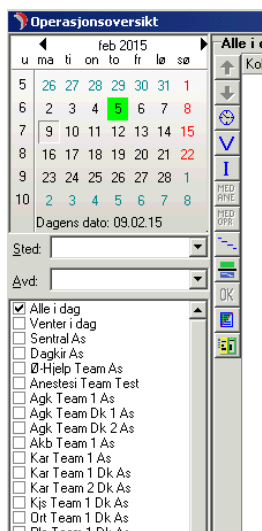 Operasjonsoversikt
feb 2015
Alle i
u ma ti on to fr lø sø
Ko
5 26 27 28 29 30 31 1
6 2 3 4 5 6 7 8
7 9 10 11 12 13 14 15
8 16 17 18 19 20 21 22
9 23 24 25 26 27 28 1
10 2 3 4 5 6 7 8
Dagens dato: 09.02.15
V
I
MED ANE
MED OPR
OK
Sted:
Avd:
Alle i dag
Venter i dag
Sentral As
Dagkir As
Ø-Hjelp Team As
Anestesi Team Test
Agk Team 1 As
Agk Team Dk 1 As
Agk Team Dk 2 As
Akb Team 1 As
Kar Team 1 As
Kar Team 1 Dk As
Kar Team 2 Dk As
Kjs Team 1 Dk As
Ort Team 1 Dk As